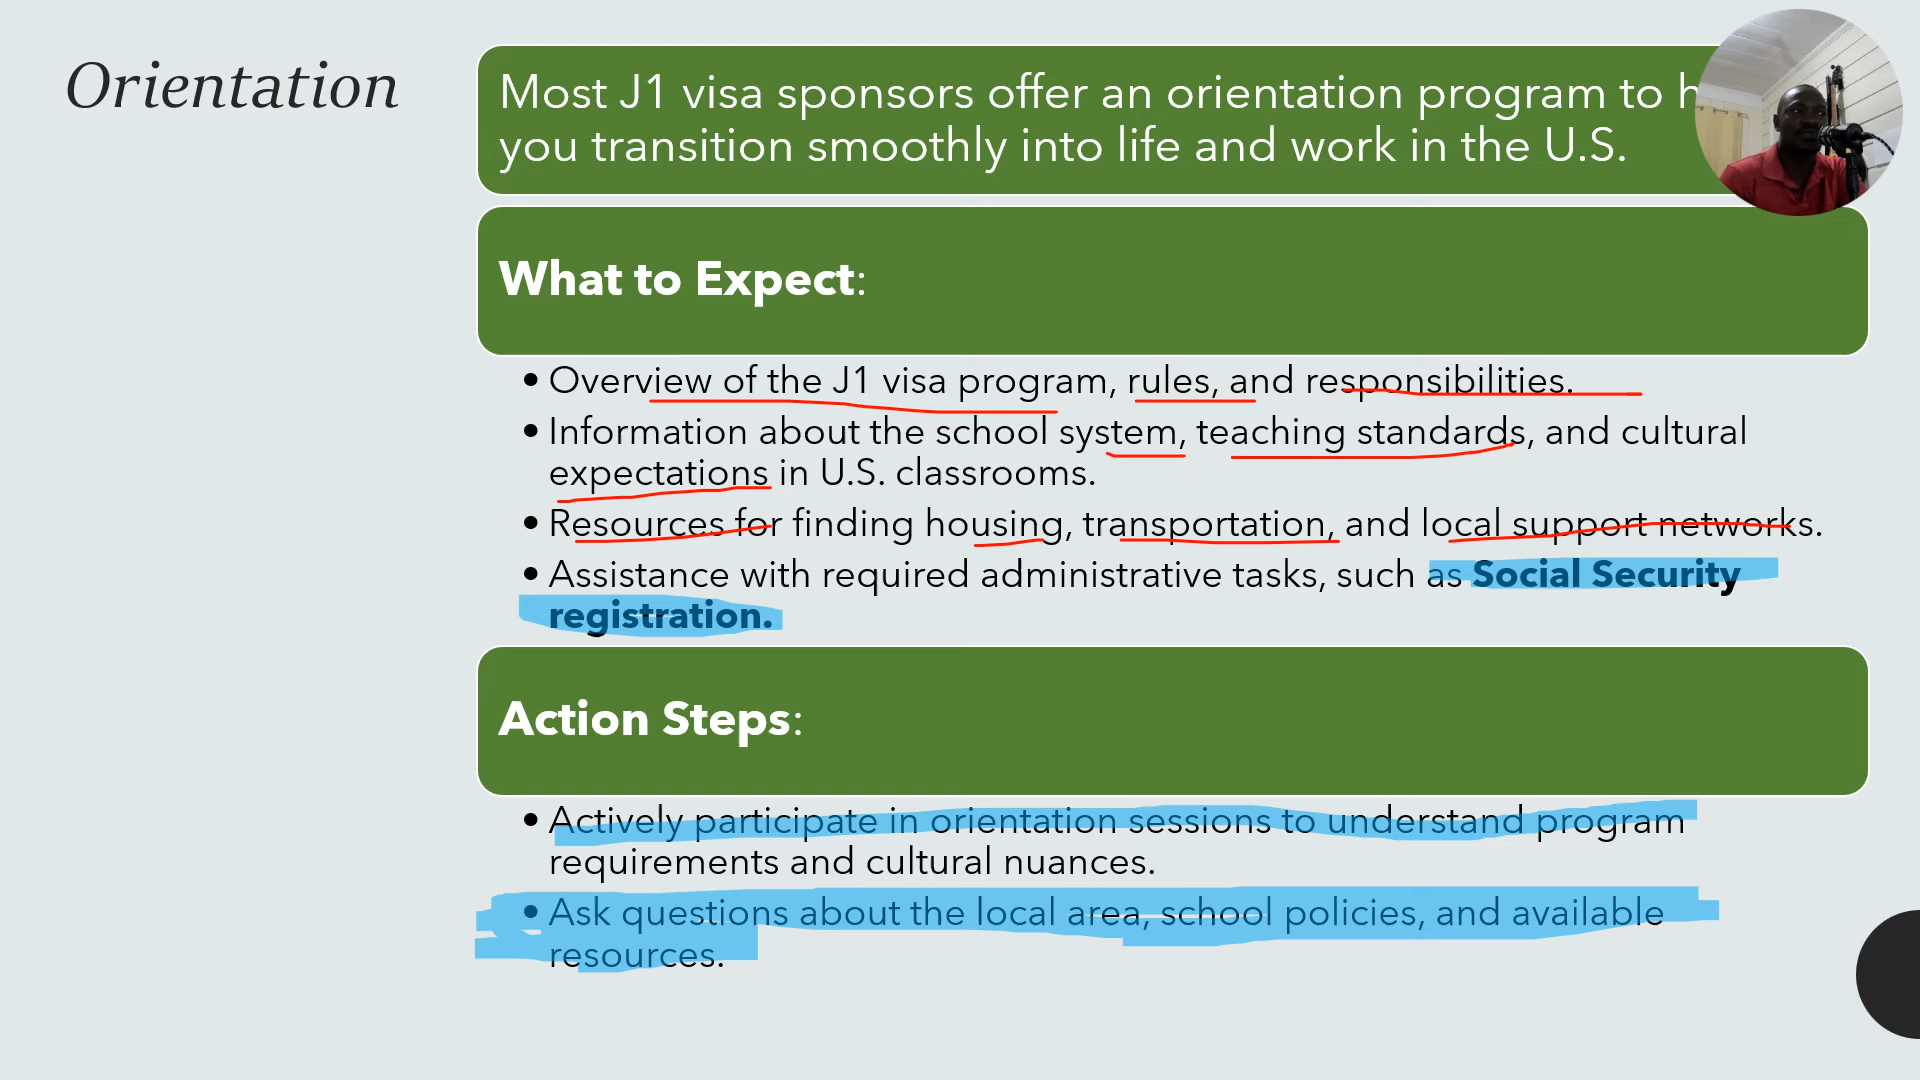 Orientation
Most J1 visa sponsors offer an orientation program to
you transition smoothly into life and work in the U.S.
What to Expect:
• Overview of the J1 visa program, rules, and responsibilities.
• Information about the school system, teaching standards, and cultural
expectations in U.S. classrooms.
• Resources for finding housing, transportation, and local support networks.
• Assistance with required administrative tasks, such as Social Security
registration.
Action Steps:
• Actively participate in orientation sessions to understand program
requirements and cultural nuances.
• Ask questions about the local area, school policies, and available
resources.